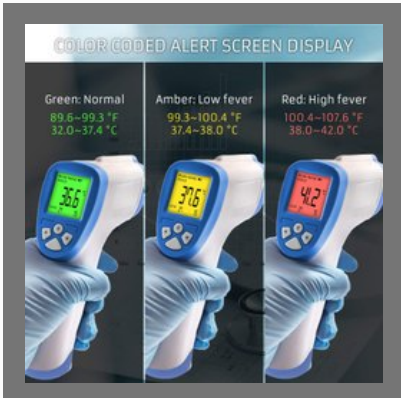 COLOR CODED ALERT SCREEN DISPLAY
Green: Normal
89.6~99.3 °F
32.0~37.4 °C
36.6
Amber: Low fever
99.3~100.4 °F
37.4~38.0 °C
37.6
Red: High fever
100.4~107.6 °F
38.0~42.0 °C
41.2